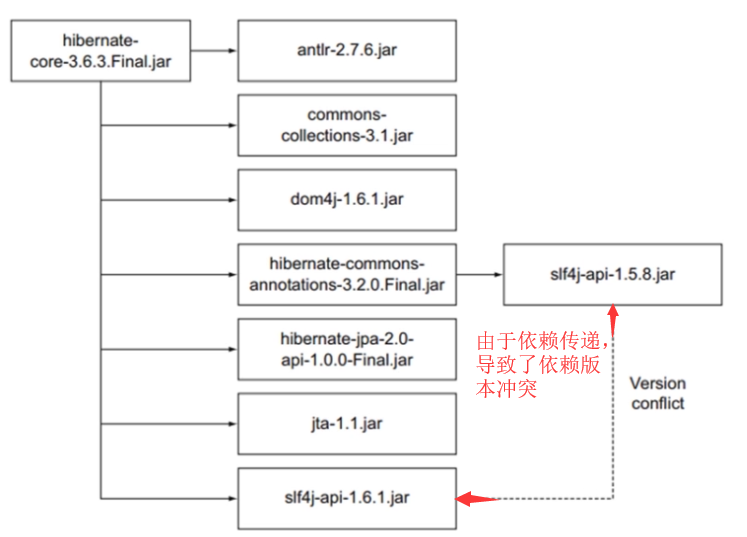 hibernate-
core-3.6.3.Final.jar
antlr-2.7.6.jar
commons-
collections-3.1.jar
dom4j-1.6.1.jar
hibernate-commons-
annotations-3.2.0.Final.jar
slf4j-api-1.5.8.jar
hibernate-jpa-2.0-
api-1.0.0-Final.jar
由于依赖传递，
导致了依赖版
本冲突
Version
conflict
jta-1.1.jar
slf4j-api-1.6.1.jar